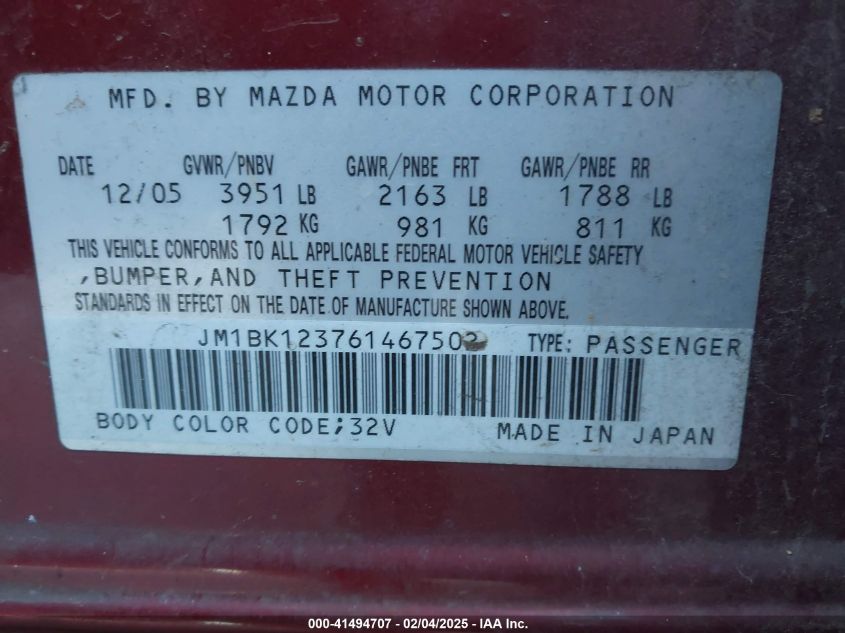 MFD. BY MAZDA MOTOR CORPORATION
DATE GVWR/PNBV GAWR/PNBE FRT GAWR/PNBE RR
12/05 3951 LB 2163 LB 1788 LB
1792 KG 981 KG 811 KG
THIS VEHICLE CONFORMS TO ALL APPLICABLE FEDERAL MOTOR VEHICLE SAFETY
,BUMPER,AND THEFT PREVENTION
STANDARDS IN EFFECT ON THE DATE OF MANUFACTURE SHOWN ABOVE.
JM1BK123761467502 TYPE: PASSENGER
BODY COLOR CODE;32V MADE IN JAPAN
000-41494707 - 02/04/2025 - IAA Inc.